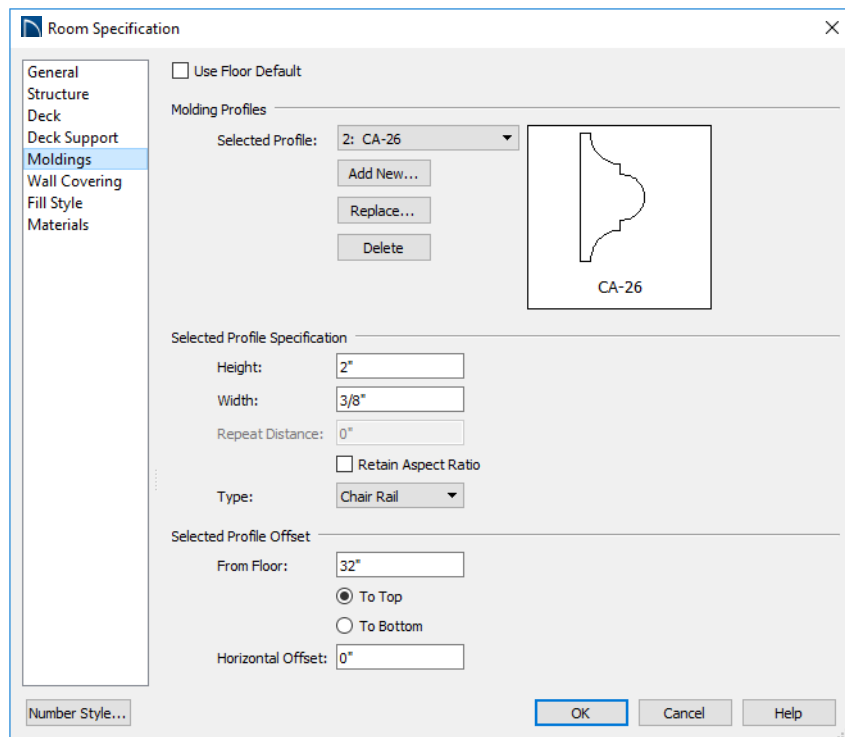 Room Specification
General
Structure
Deck
Deck Support
Moldings
Wall Covering
Fill Style
Materials
Use Floor Default
Molding Profiles
Selected Profile: 2: CA-26
Add New...
Replace...
Delete
CA-26
Selected Profile Specification
Height: 2"
Width: 3/8"
Repeat Distance: 0"
Retain Aspect Ratio
Type: Chair Rail
Selected Profile Offset
From Floor: 32"
To Top
To Bottom
Horizontal Offset: 0"
Number Style... OK Cancel Help